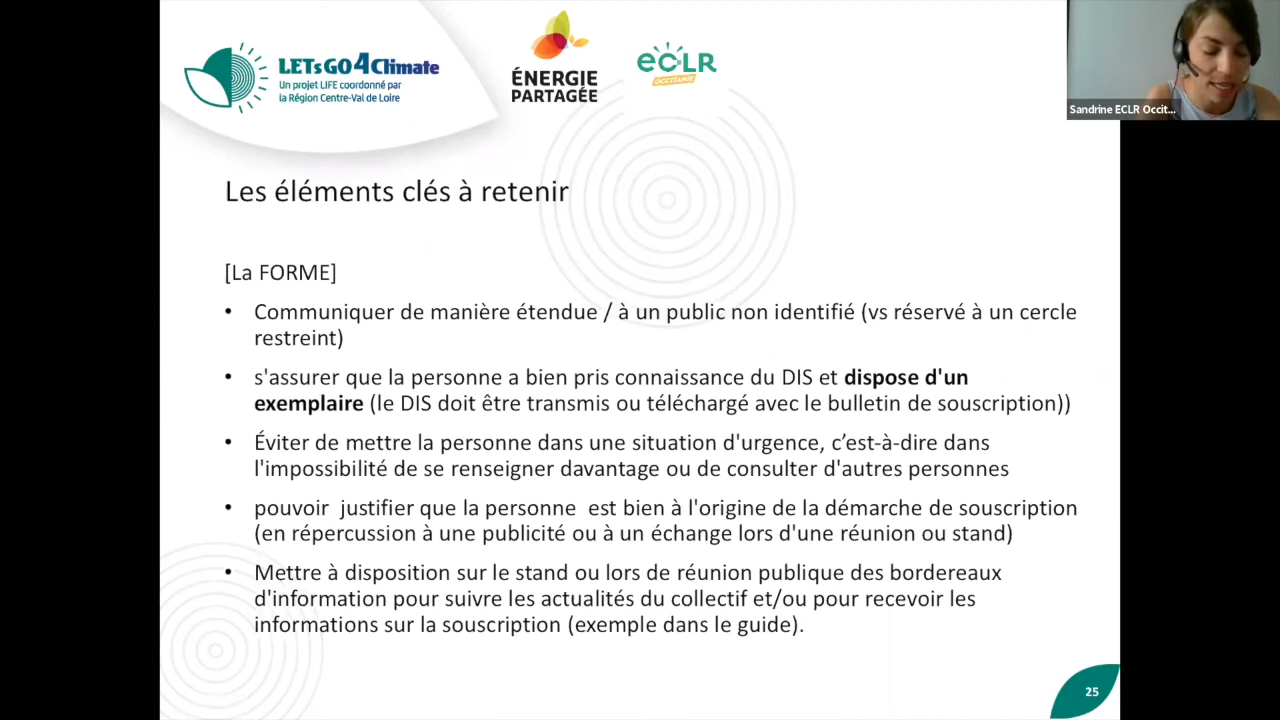 LETsGO4Climate
Un projet LIFE coordonné par
la Région Centre-Val de Loire
ÉNERGIE
PARTAGÉE
eCLR
OCCITANIE
Sandrine ECLR Occit...
Les éléments clés à retenir
[La FORME]
• Communiquer de manière étendue / à un public non identifié (vs réservé à un cercle
restreint)
• s'assurer que la personne a bien pris connaissance du DIS et dispose d'un
exemplaire (le DIS doit être transmis ou téléchargé avec le bulletin de souscription))
• Éviter de mettre la personne dans une situation d'urgence, c’est-à-dire dans
l'impossibilité de se renseigner davantage ou de consulter d'autres personnes
• pouvoir  justifier que la personne  est bien à l'origine de la démarche de souscription
(en répercussion à une publicité ou à un échange lors d'une réunion ou stand)
• Mettre à disposition sur le stand ou lors de réunion publique des bordereaux
d'information pour suivre les actualités du collectif et/ou pour recevoir les
informations sur la souscription (exemple dans le guide).
25